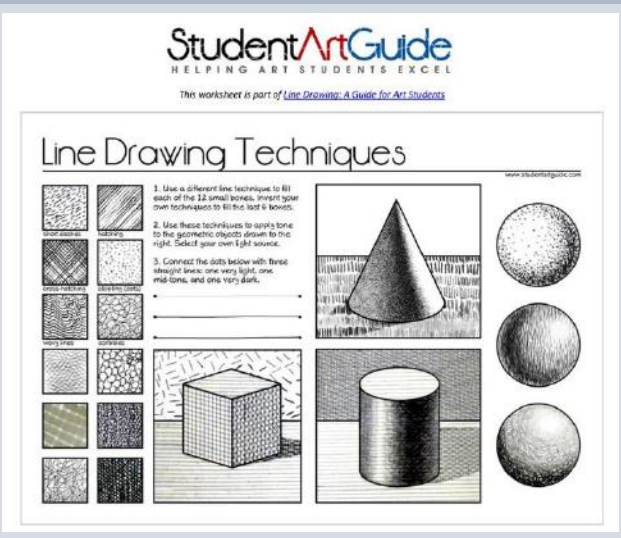 StudentArtGuide
HELPING ART STUDENTS EXCEL
This worksheet is part of Line Drawing: A Guide for Art Students
Line Drawing Techniques
www.studentartguide.com
1. Use a different line technique to fill
each of the 12 small boxes. Invent your
own techniques to fill the last 6 boxes.
2. Use these techniques to apply tone
to the geometric objects drawn to the
right. Select your own light source.
3. Connect the dots below with three
straight lines: one very light, one
mid-tone, and one very dark.
short dashes
hatching
cross-hatching
stippling (dots)
wavy lines
scribbles